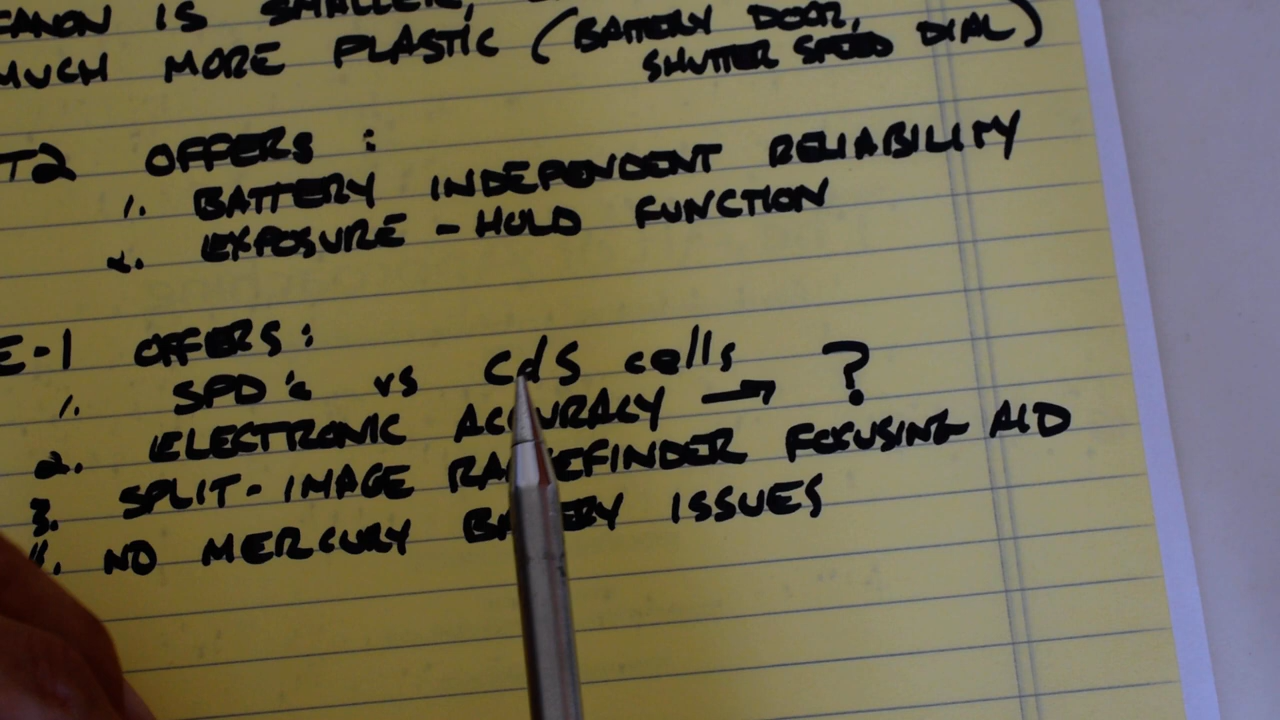 CANON IS SMALLER,
MUCH MORE PLASTIC (BATTERY DOOR,
SHUTTER SPEED DIAL)
T2 OFFERS:
1. BATTERY INDEPENDENT RELIABILITY
2. EXPOSURE - HOLD FUNCTION
E-1 OFFERS:
1. SPD's vs CdS cells
2. ELECTRONIC ACCURACY → ?
3. SPLIT-IMAGE RANGEFINDER FOCUSING AID
4. NO MERCURY BATTERY ISSUES